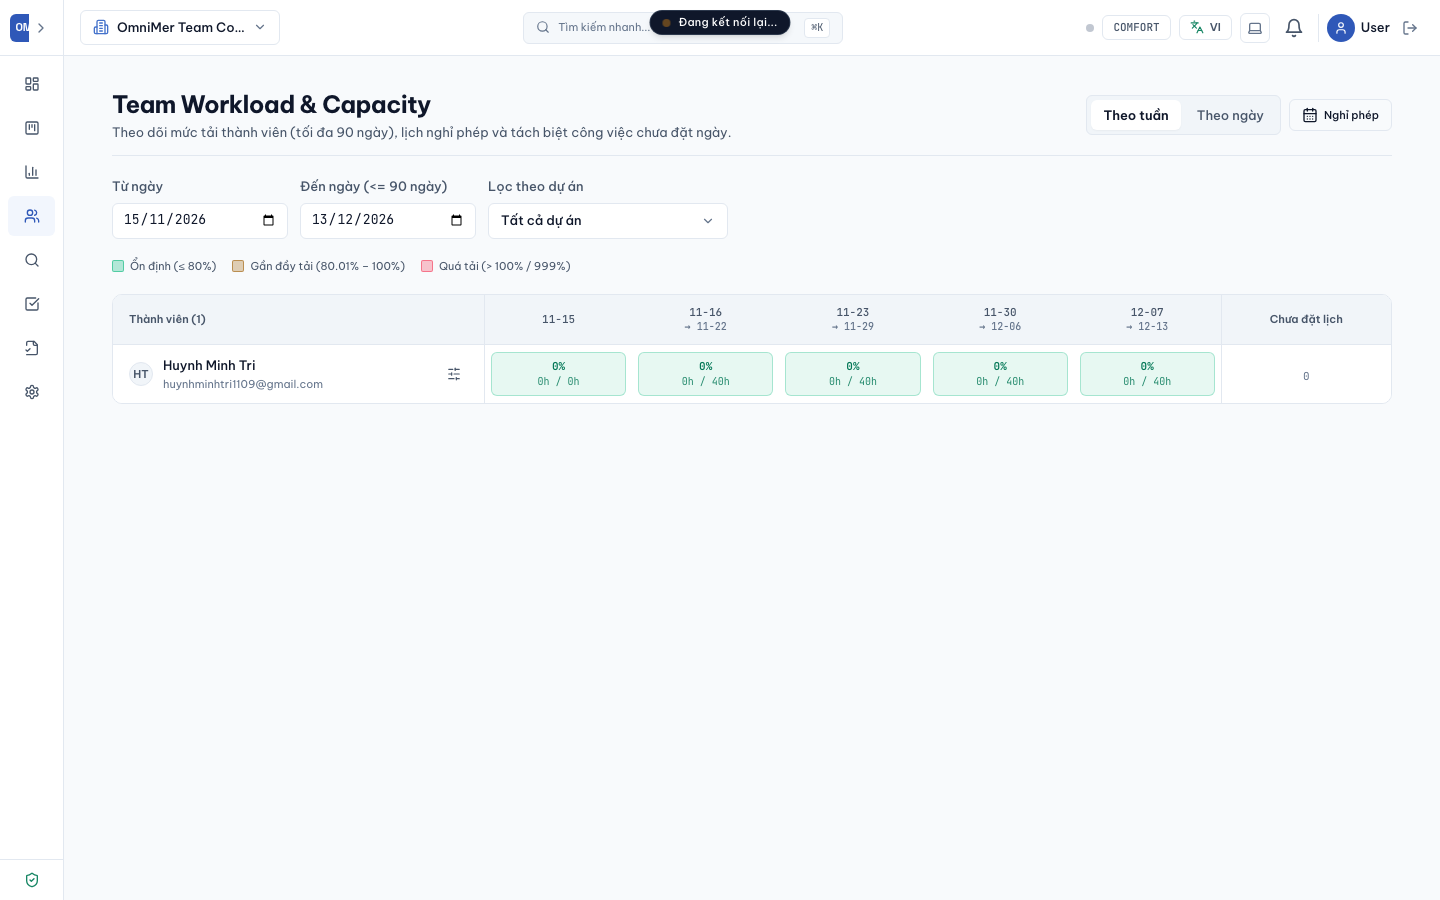 OmniMer Team Co...
Tìm kiếm nhanh...
Đang kết nối lại...
⌘K
COMFORT
VI
User
Team Workload & Capacity
Theo dõi mức tải thành viên (tối đa 90 ngày), lịch nghỉ phép và tách biệt công việc chưa đặt ngày.
Theo tuần
Theo ngày
Nghỉ phép
Từ ngày
Đến ngày (<= 90 ngày)
Lọc theo dự án
15/11/2026
13/12/2026
Tất cả dự án
Ổn định (≤ 80%)
Gần đầy tải (80.01% – 100%)
Quá tải (> 100% / 999%)
Thành viên (1)
11-15
11-16
→ 11-22
11-23
→ 11-29
11-30
→ 12-06
12-07
→ 12-13
Chưa đặt lịch
HT
Huynh Minh Tri
huynhminhtri1109@gmail.com
0%
0h / 0h
0%
0h / 40h
0%
0h / 40h
0%
0h / 40h
0%
0h / 40h
0